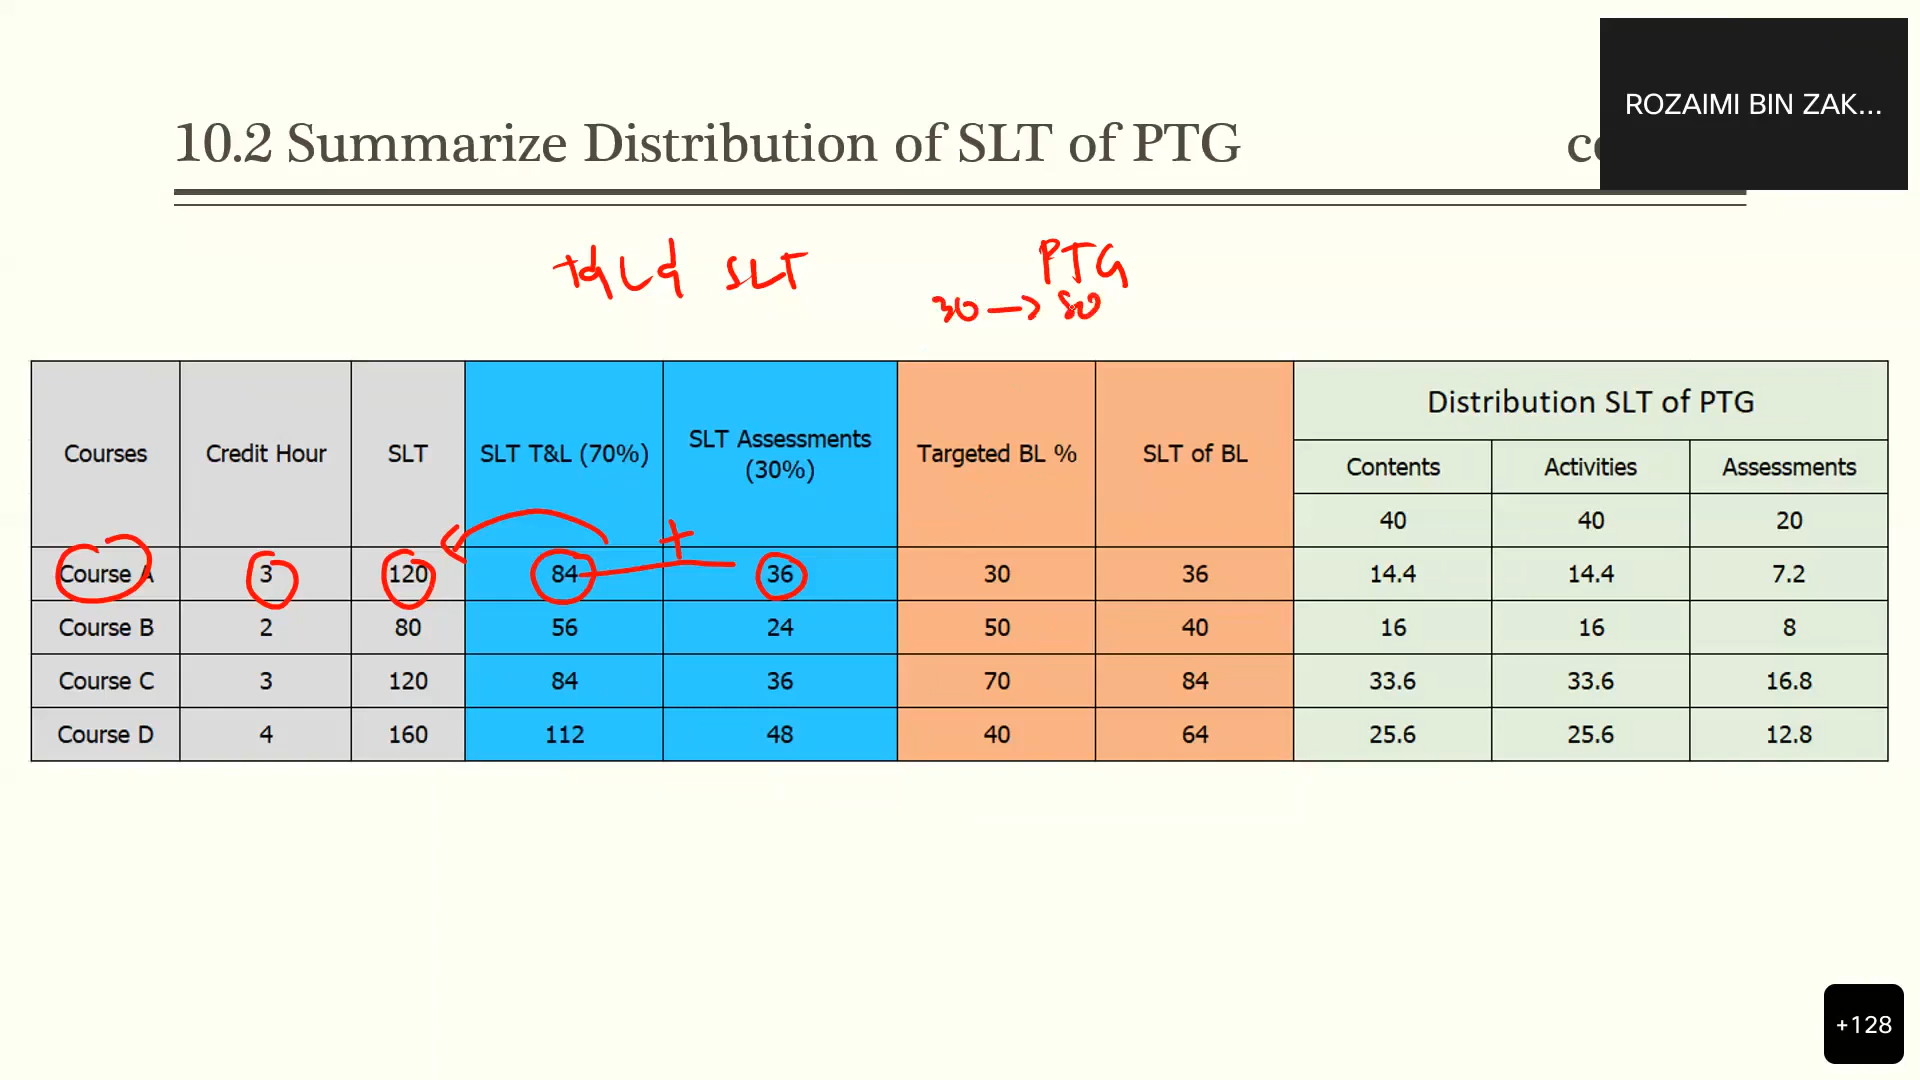 ROZAIMI BIN ZAK...
10.2 Summarize Distribution of SLT of PTG
SLT PTG
30 → 80
Courses Credit Hour SLT SLT T&L (70%) SLT Assessments (30%) Targeted BL % SLT of BL Distribution SLT of PTG
Contents Activities Assessments
40 40 20
Course A 3 120 84 + 36 30 36 14.4 14.4 7.2
Course B 2 80 56 24 50 40 16 16 8
Course C 3 120 84 36 70 84 33.6 33.6 16.8
Course D 4 160 112 48 40 64 25.6 25.6 12.8
+128